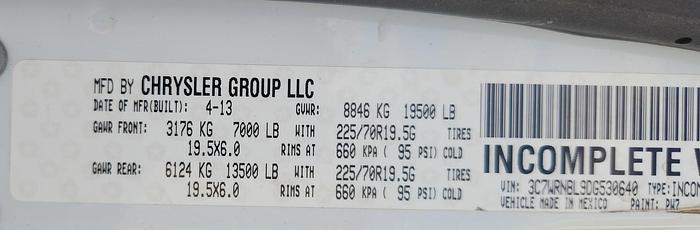 MFD BY CHRYSLER GROUP LLC
DATE OF MFR(BUILT): 4-13 GVWR: 8846 KG 19500 LB
GAWR FRONT: 3176 KG 7000 LB WITH 225/70R19.5G TIRES
19.5X6.0 RIMS AT 660 KPA ( 95 PSI) COLD
GAWR REAR: 6124 KG 13500 LB WITH 225/70R19.5G TIRES
19.5X6.0 RIMS AT 660 KPA ( 95 PSI) COLD
INCOMPLETE V
VIN: 3C7WRNBL9DG530640 TYPE: INCOM
VEHICLE MADE IN MEXICO PAINT: PW7